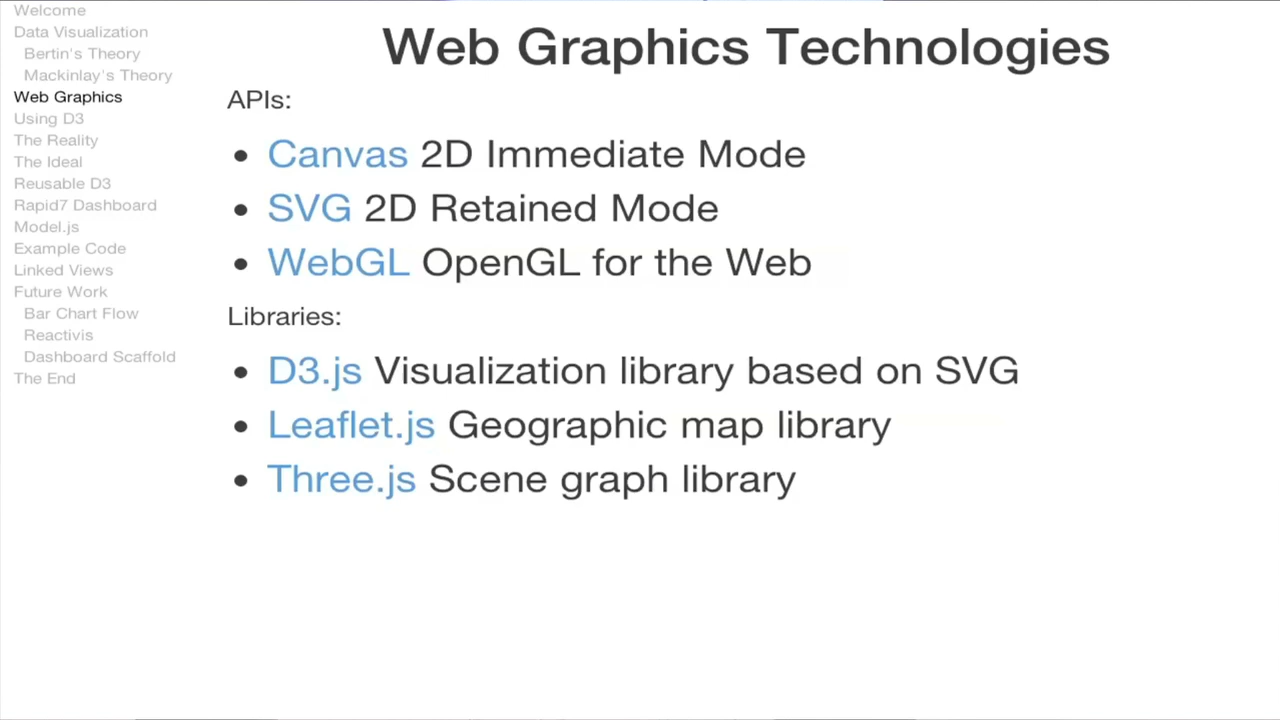 Welcome
Data Visualization
Bertin's Theory
Mackinlay's Theory
Web Graphics
Using D3
The Reality
The Ideal
Reusable D3
Rapid7 Dashboard
Model.js
Example Code
Linked Views
Future Work
Bar Chart Flow
Reactivis
Dashboard Scaffold
The End
Web Graphics Technologies
APIs:
• Canvas 2D Immediate Mode
• SVG 2D Retained Mode
• WebGL OpenGL for the Web
Libraries:
• D3.js Visualization library based on SVG
• Leaflet.js Geographic map library
• Three.js Scene graph library